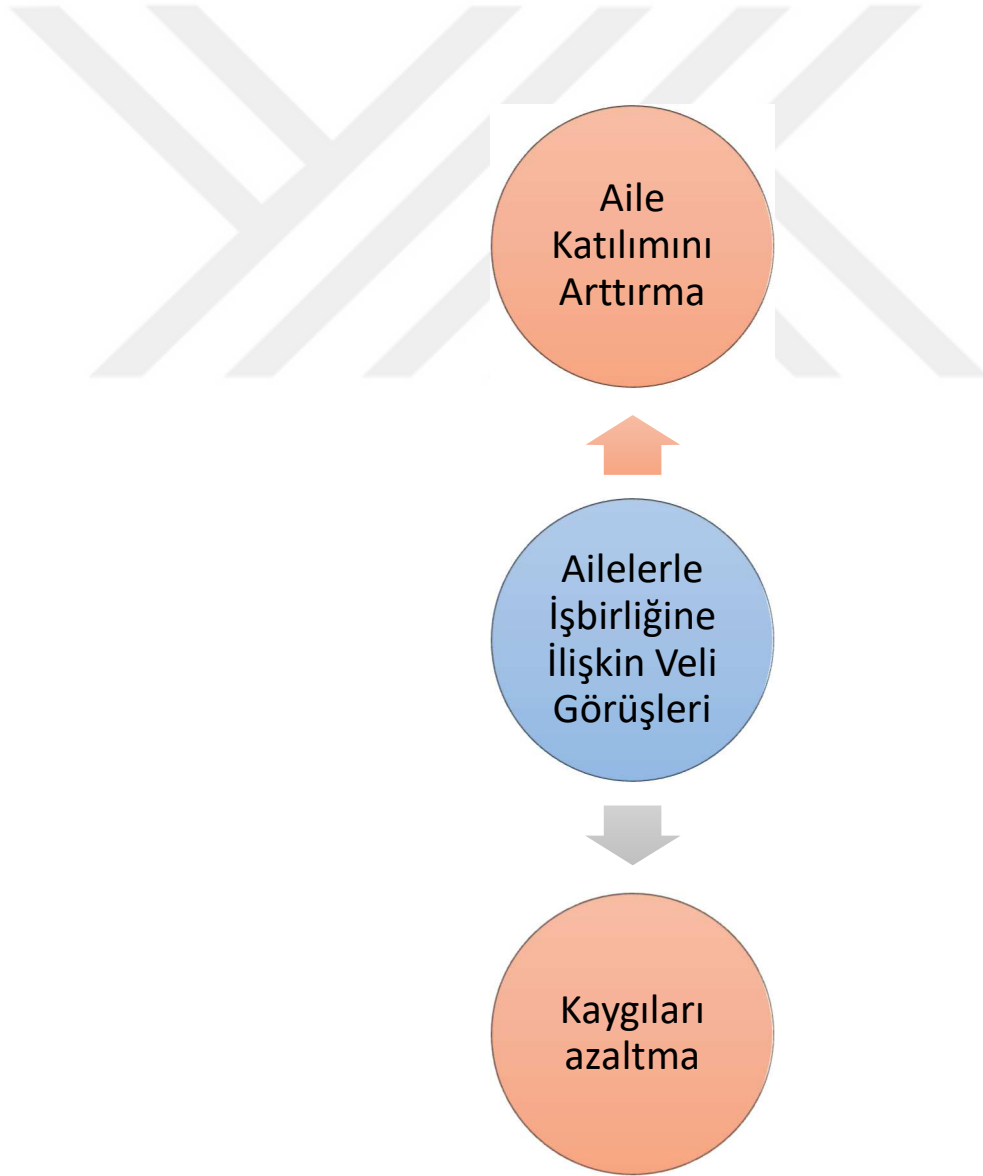 Aile
Katılımını
Arttırma
Ailelerle
İşbirliğine
İlişkin Veli
Görüşleri
Kaygıları
azaltma